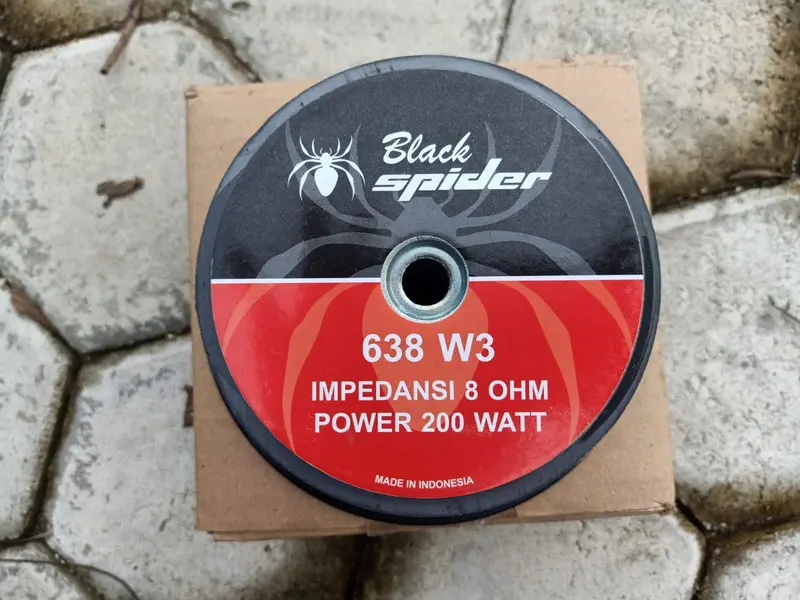 Black
spider
638 W3
IMPEDANSI 8 OHM
POWER 200 WATT
MADE IN INDONESIA